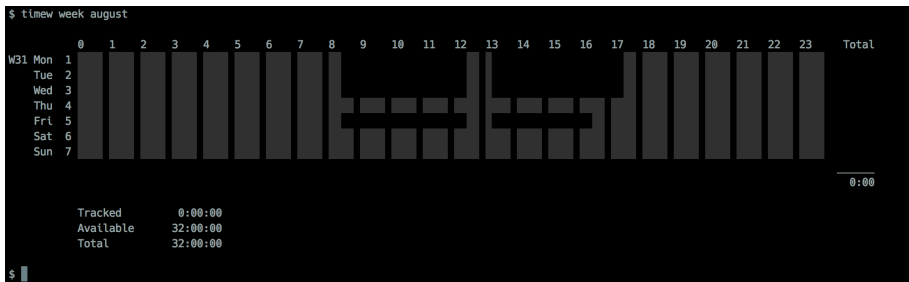 $ timew week august
0 1 2 3 4 5 6 7 8 9 10 11 12 13 14 15 16 17 18 19 20 21 22 23 Total
W31 Mon 1
Tue 2
Wed 3
Thu 4
Fri 5
Sat 6
Sun 7
0:00
Tracked 0:00:00
Available 32:00:00
Total 32:00:00
$